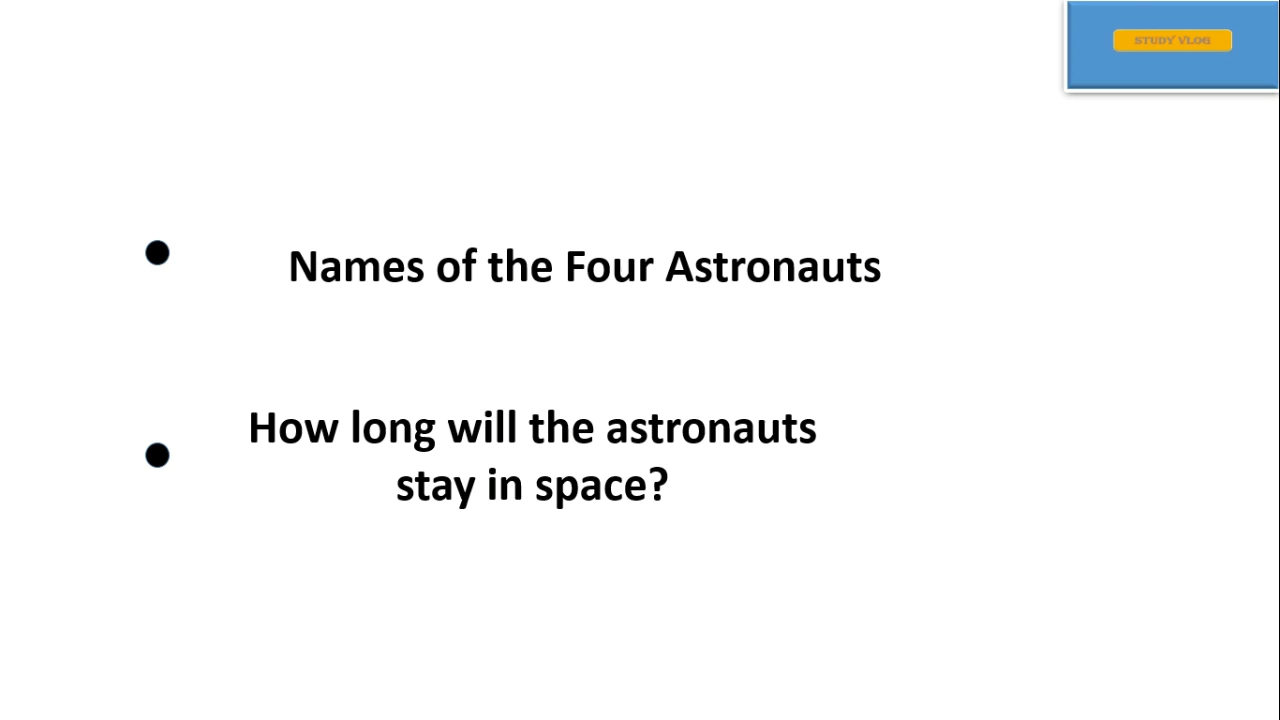 STUDY VLOG
Names of the Four Astronauts
How long will the astronauts
stay in space?